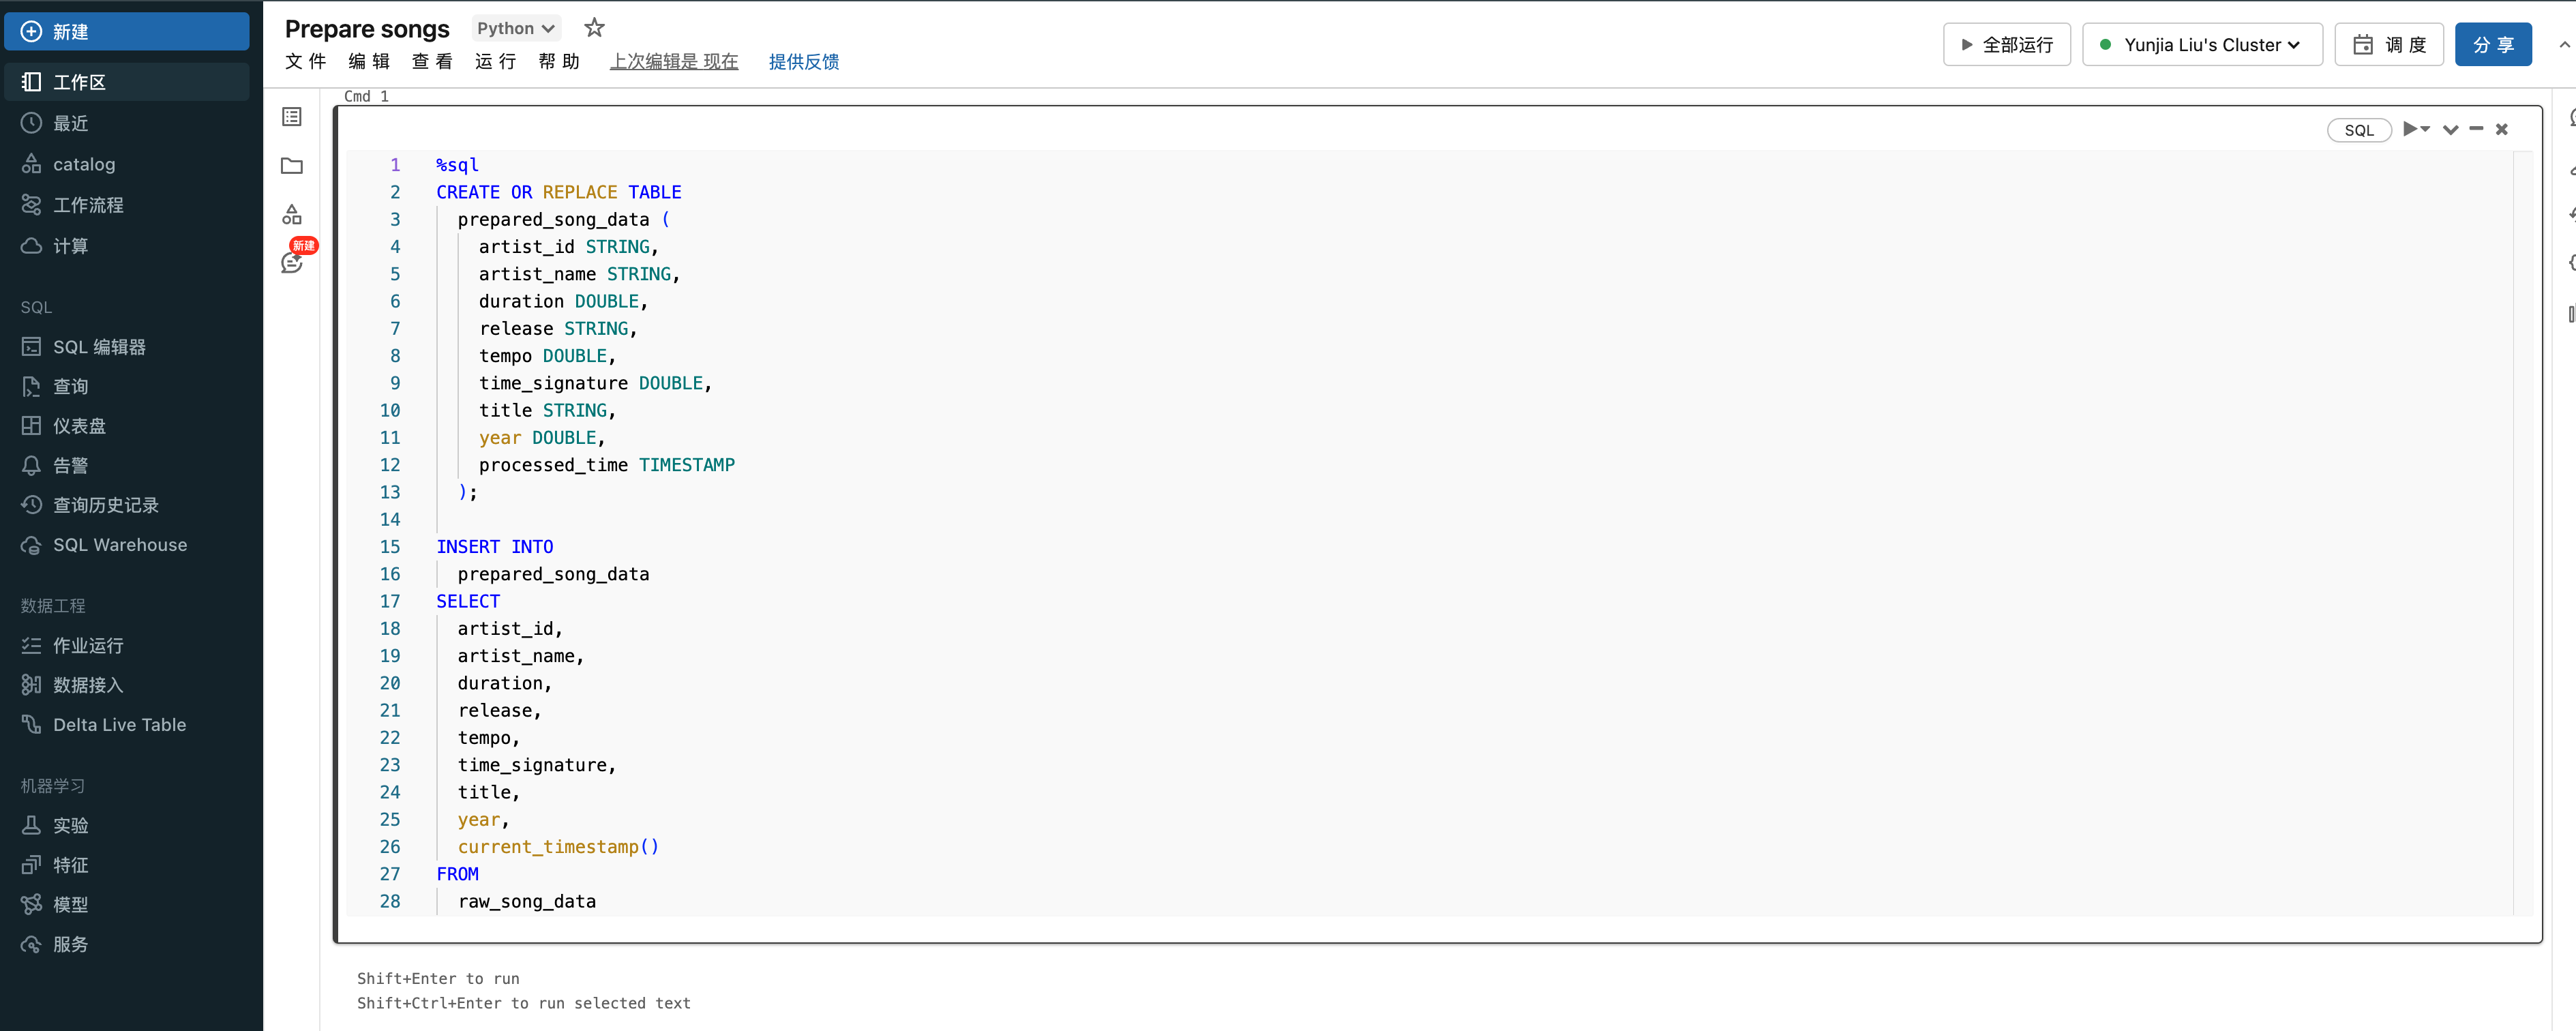 新建
工作区
最近
catalog
工作流程
计算
SQL
SQL 编辑器
查询
仪表盘
告警
查询历史记录
SQL Warehouse
数据工程
作业运行
数据接入
Delta Live Table
机器学习
实验
特征
模型
服务
Prepare songs Python
文件 编辑 查看 运行 帮助 上次编辑是 现在 提供反馈
全部运行 Yunjia Liu's Cluster 调度 分享
新建
Cmd 1
SQL
1 %sql
2 CREATE OR REPLACE TABLE
3 prepared_song_data (
4 artist_id STRING,
5 artist_name STRING,
6 duration DOUBLE,
7 release STRING,
8 tempo DOUBLE,
9 time_signature DOUBLE,
10 title STRING,
11 year DOUBLE,
12 processed_time TIMESTAMP
13 );
14
15 INSERT INTO
16 prepared_song_data
17 SELECT
18 artist_id,
19 artist_name,
20 duration,
21 release,
22 tempo,
23 time_signature,
24 title,
25 year,
26 current_timestamp()
27 FROM
28 raw_song_data
Shift+Enter to run
Shift+Ctrl+Enter to run selected text